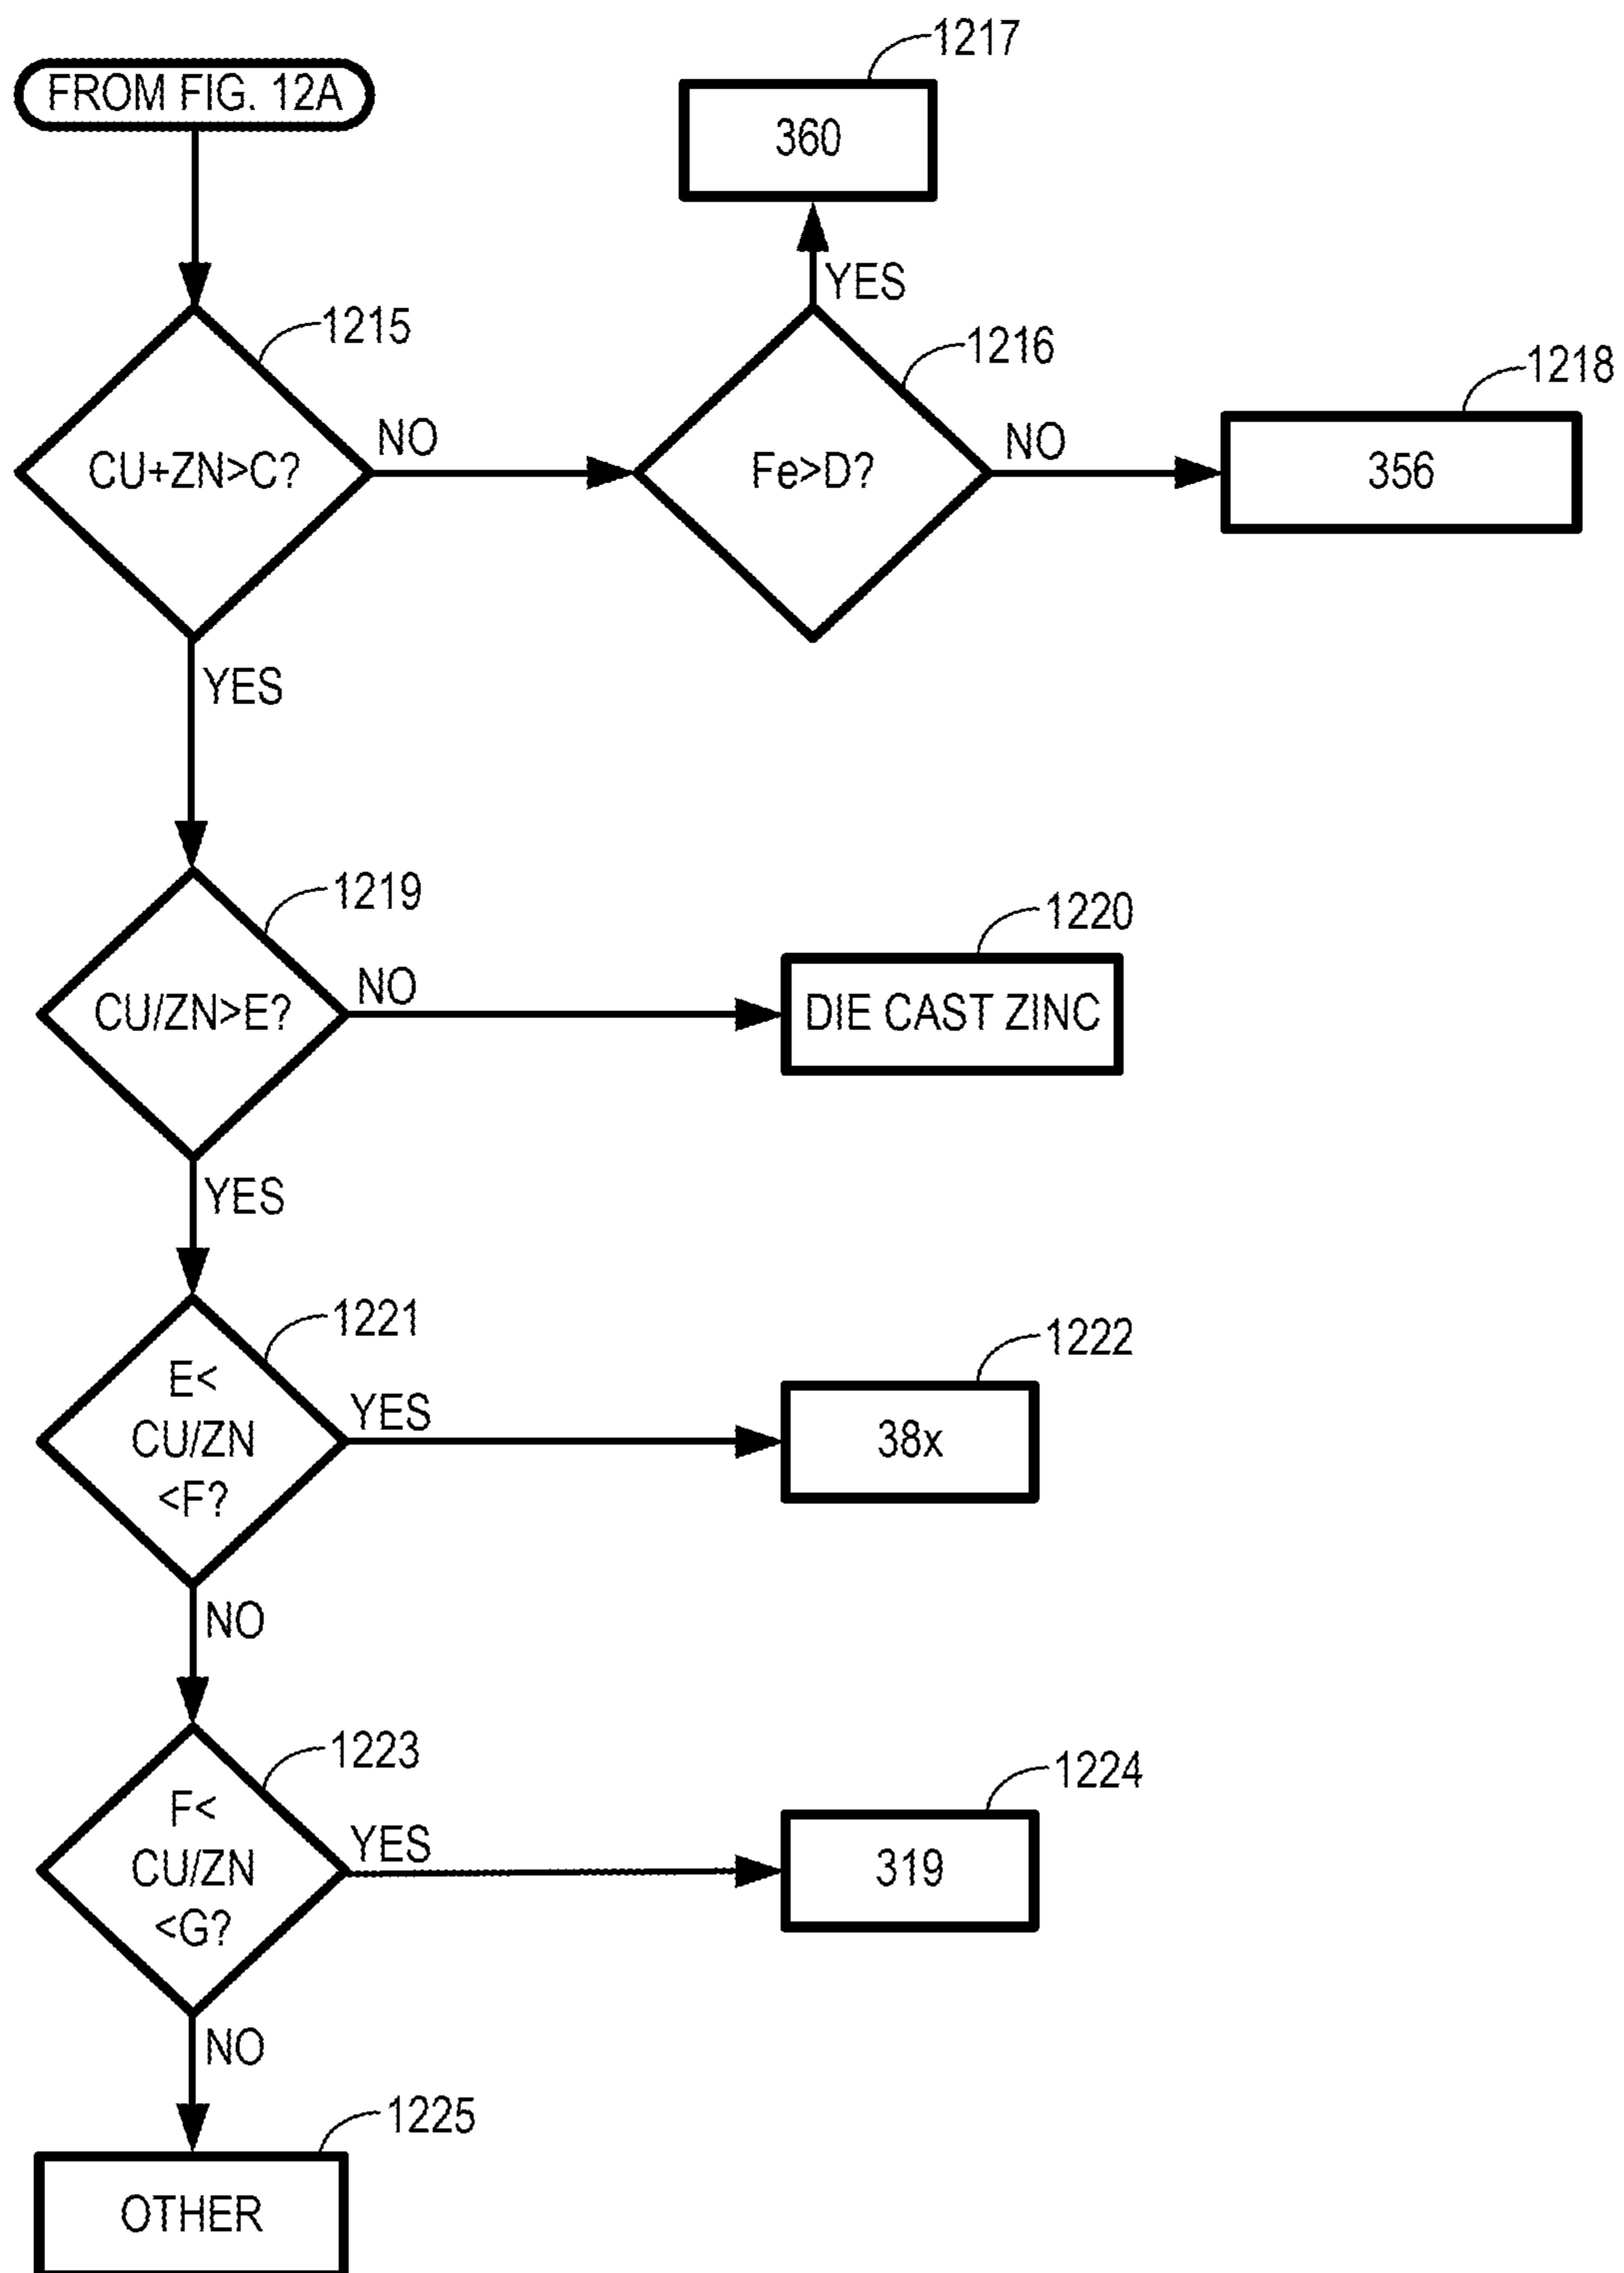 FROM FIG. 12A
1217
360
YES
1215
1216
1218
CU+ZN>C?
NO
Fe>D?
NO
356
YES
1219
1220
CU/ZN>E?
NO
DIE CAST ZINC
YES
1221
1222
E<
CU/ZN
<F?
YES
38x
NO
1223
1224
F<
CU/ZN
<G?
YES
319
NO
1225
OTHER